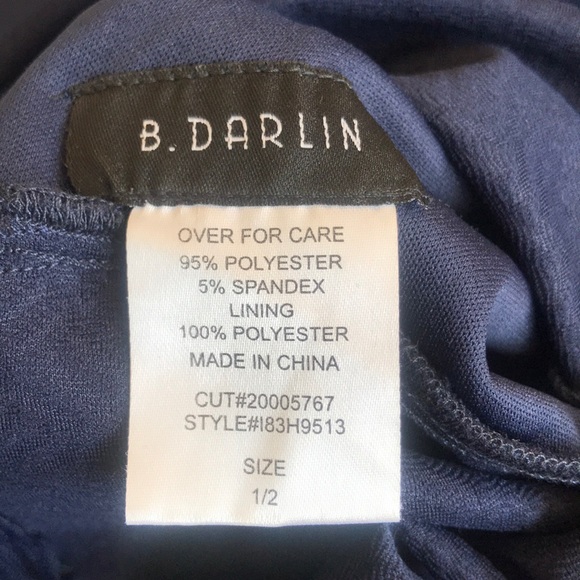 B. DARLIN
OVER FOR CARE
95% POLYESTER
5% SPANDEX
LINING
100% POLYESTER
MADE IN CHINA
CUT#20005767
STYLE#I83H9513
SIZE
1/2